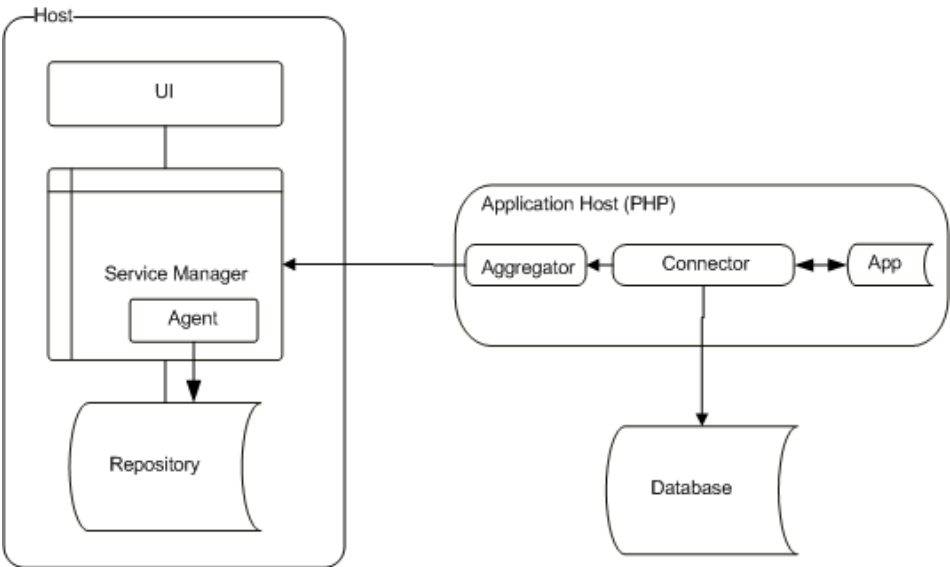 Host
UI
Service Manager
Agent
Repository
Application Host (PHP)
Aggregator
Connector
App
Database